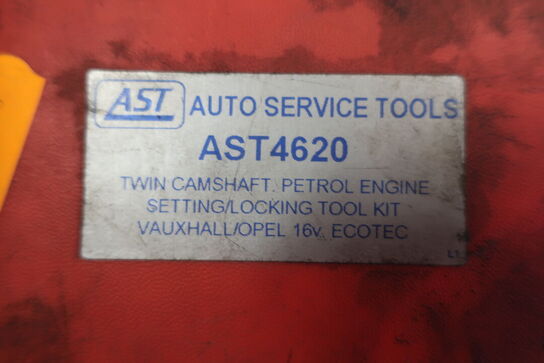 AST AUTO SERVICE TOOLS
AST4620
TWIN CAMSHAFT. PETROL ENGINE
SETTING/LOCKING TOOL KIT
VAUXHALL/OPEL 16v. ECOTEC